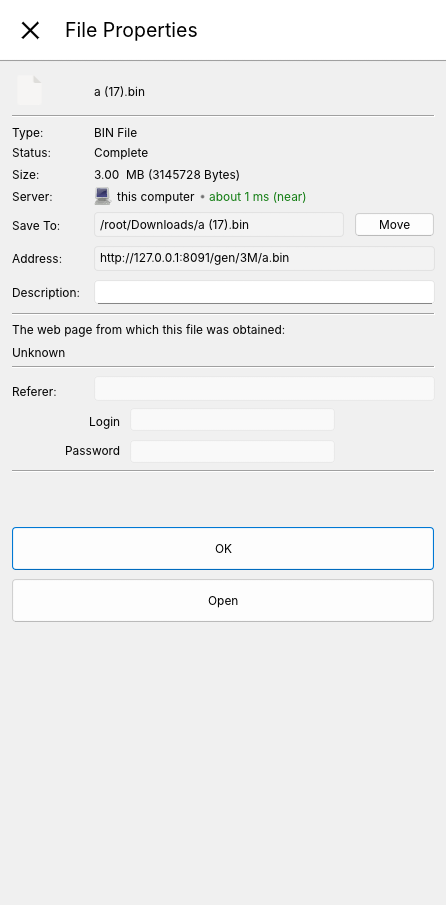 File Properties
a (17).bin
Type: BIN File
Status: Complete
Size: 3.00 MB (3145728 Bytes)
Server: this computer • about 1 ms (near)
Save To: /root/Downloads/a (17).bin Move
Address: http://127.0.0.1:8091/gen/3M/a.bin
Description:
The web page from which this file was obtained:
Unknown
Referer:
Login
Password
OK
Open